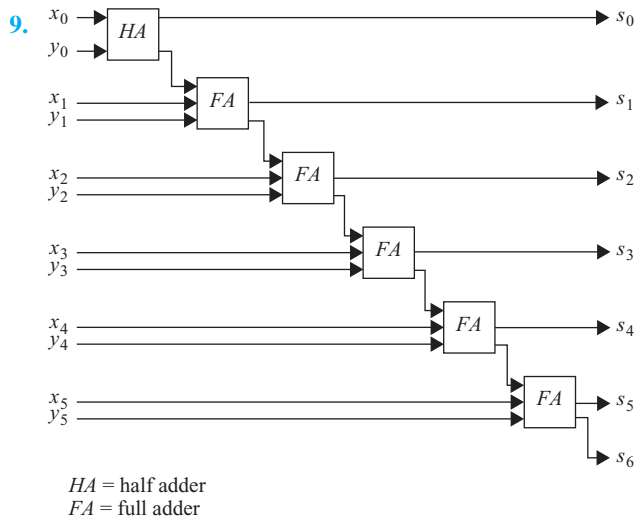 9.
x₀ s₀
HA
y₀
x₁ FA s₁
y₁
x₂ FA s₂
y₂
x₃ FA s₃
y₃
x₄ FA s₄
y₄
x₅ FA s₅
y₅
s₆
HA = half adder
FA = full adder